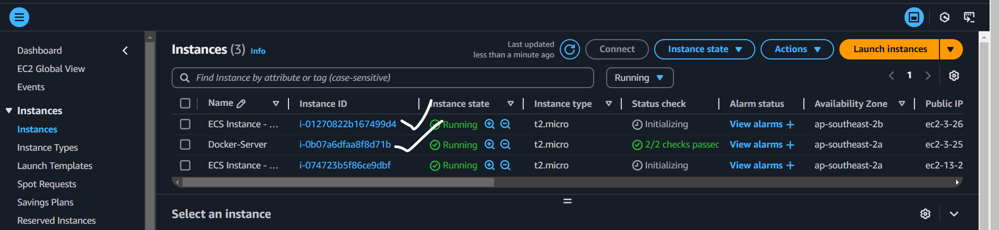 Dashboard
EC2 Global View
Events
Instances
Instances
Instance Types
Launch Templates
Spot Requests
Savings Plans
Reserved Instances
Instances (3) Info
Last updated
less than a minute ago
Connect Instance state Actions Launch instances
Find Instance by attribute or tag (case-sensitive) Running 1
Name Instance ID Instance state Instance type Status check Alarm status Availability Zone Public IP
ECS Instance - ... i-01270822b167499d4 Running t2.micro Initializing View alarms + ap-southeast-2b ec2-3-26
Docker-Server i-0b07a6dfaa8f8d71b Running t2.micro 2/2 checks passed View alarms + ap-southeast-2a ec2-3-25
ECS Instance - ... i-074723b5f86ce9dbf Running t2.micro Initializing View alarms + ap-southeast-2a ec2-13-2
Select an instance